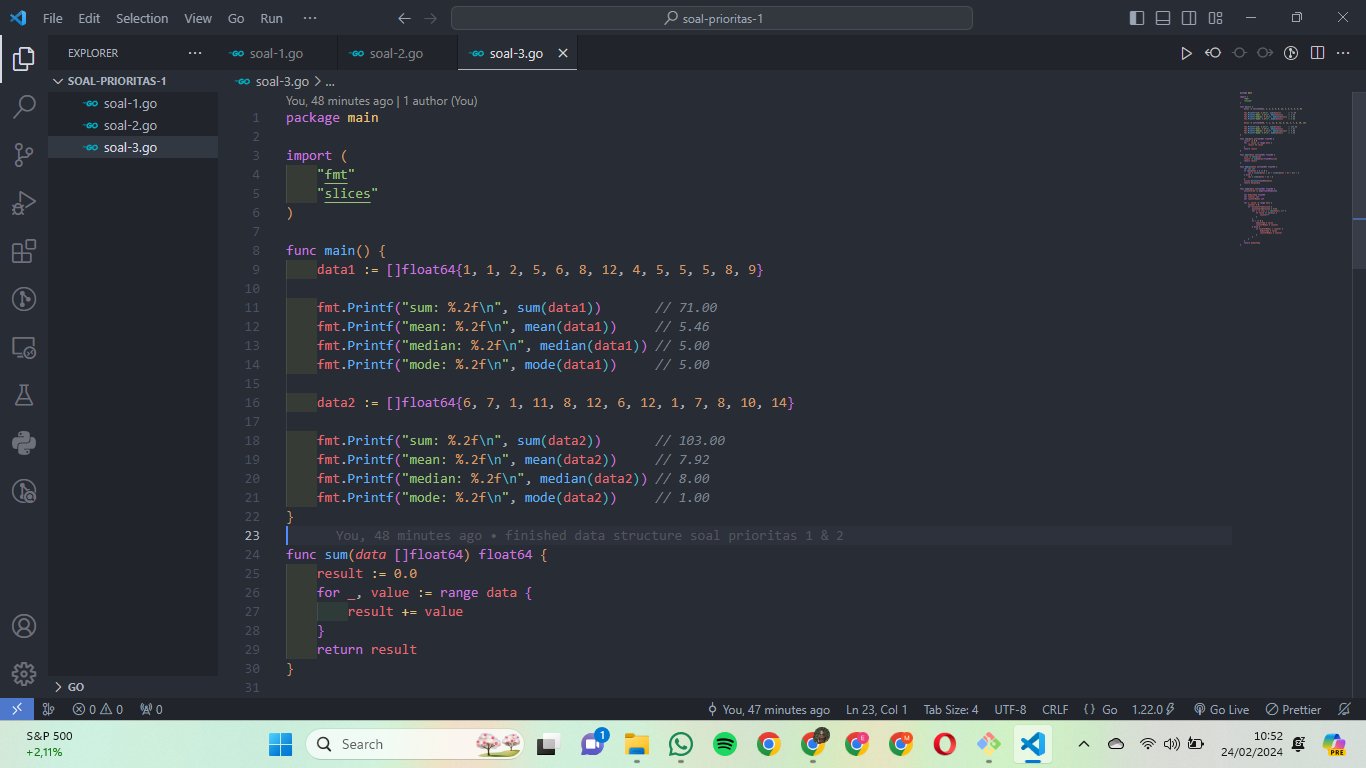 File Edit Selection View Go Run ··· soal-prioritas-1
EXPLORER ··· soal-1.go soal-2.go soal-3.go
SOAL-PRIORITAS-1
soal-1.go
soal-2.go
soal-3.go
soal-3.go > ...
You, 48 minutes ago | 1 author (You)
1 package main
2
3 import (
4 "fmt"
5 "slices"
6 )
7
8 func main() {
9 data1 := []float64{1, 1, 2, 5, 6, 8, 12, 4, 5, 5, 5, 8, 9}
10
11 fmt.Printf("sum: %.2f\n", sum(data1)) // 71.00
12 fmt.Printf("mean: %.2f\n", mean(data1)) // 5.46
13 fmt.Printf("median: %.2f\n", median(data1)) // 5.00
14 fmt.Printf("mode: %.2f\n", mode(data1)) // 5.00
15
16 data2 := []float64{6, 7, 1, 11, 8, 12, 6, 12, 1, 7, 8, 10, 14}
17
18 fmt.Printf("sum: %.2f\n", sum(data2)) // 103.00
19 fmt.Printf("mean: %.2f\n", mean(data2)) // 7.92
20 fmt.Printf("median: %.2f\n", median(data2)) // 8.00
21 fmt.Printf("mode: %.2f\n", mode(data2)) // 1.00
22 }
23 You, 48 minutes ago • finished data structure soal prioritas 1 & 2
24 func sum(data []float64) float64 {
25 result := 0.0
26 for _, value := range data {
27 result += value
28 }
29 return result
30 }
31
GO
0 0 0 You, 47 minutes ago Ln 23, Col 1 Tab Size: 4 UTF-8 CRLF {} Go 1.22.0 Go Live Prettier
S&P 500
+2,11%
Search
1
10:52
24/02/2024
PRE